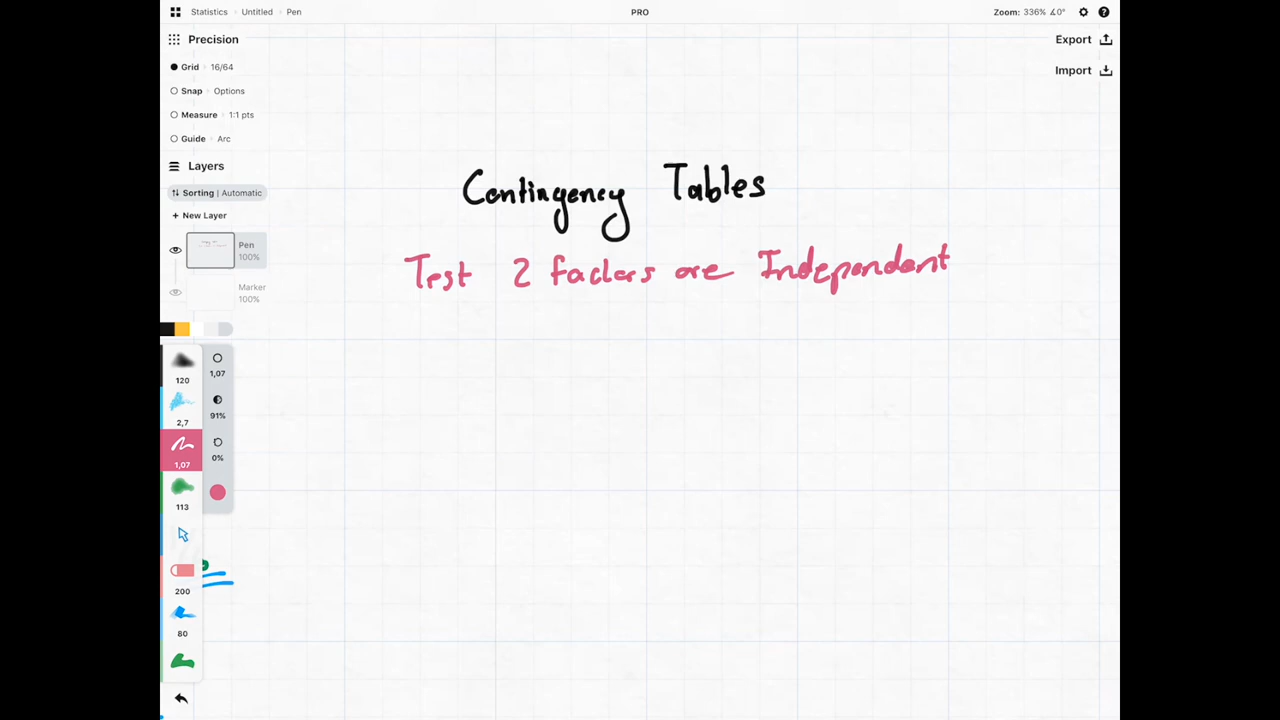 Statistics > Untitled > Pen
PRO
Zoom: 336% ∡0°
Precision
Export
Grid > 16/64
Import
Snap > Options
Measure > 1:1 pts
Guide > Arc
Layers
Sorting | Automatic
+ New Layer
Pen
100%
Marker
100%
Contingency Tables
Test 2 factors are Independent
120
1,07
2,7
91%
1,07
0%
113
200
80